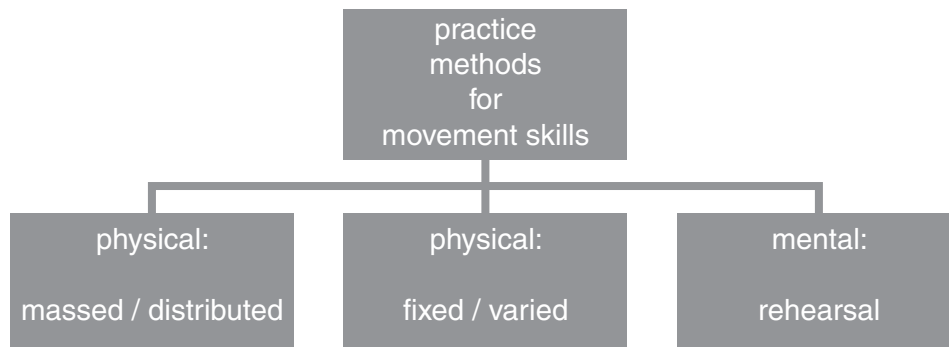 practice
methods
for
movement skills
physical:
massed / distributed
physical:
fixed / varied
mental:
rehearsal